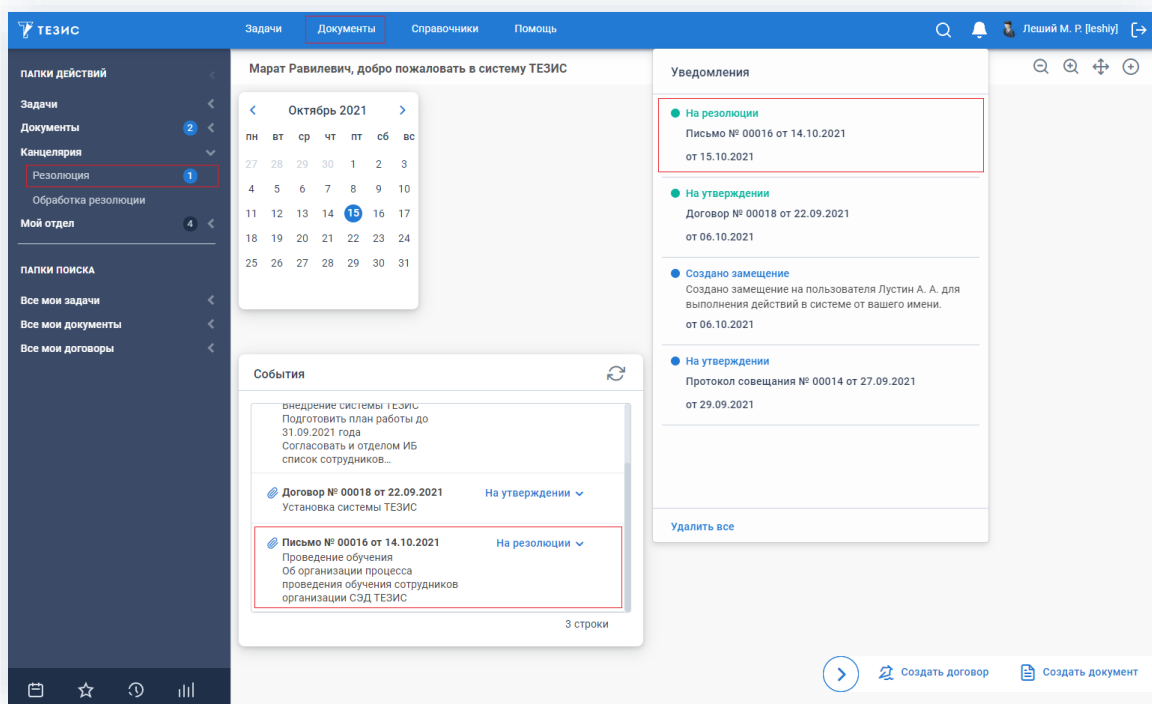 ТЕЗИС
Задачи
Документы
Справочники
Помощь
Леший М. Р. [leshiy]
ПАПКИ ДЕЙСТВИЙ
Задачи
Документы 2
Канцелярия
Резолюция 1
Обработка резолюции
Мой отдел 4
ПАПКИ ПОИСКА
Все мои задачи
Все мои документы
Все мои договоры
Марат Равилевич, добро пожаловать в систему ТЕЗИС
Октябрь 2021
пн вт ср чт пт сб вс
27 28 29 30 1 2 3
4 5 6 7 8 9 10
11 12 13 14 15 16 17
18 19 20 21 22 23 24
25 26 27 28 29 30 31
События
Внедрение системы ТЕЗИС
Подготовить план работы до
31.09.2021 года
Согласовать и отделом ИБ
список сотрудников...
Договор № 00018 от 22.09.2021 На утверждении
Установка системы ТЕЗИС
Письмо № 00016 от 14.10.2021 На резолюции
Проведение обучения
Об организации процесса
проведения обучения сотрудников
организации СЭД ТЕЗИС
3 строки
Уведомления
На резолюции
Письмо № 00016 от 14.10.2021
от 15.10.2021
На утверждении
Договор № 00018 от 22.09.2021
от 06.10.2021
Создано замещение
Создано замещение на пользователя Лустин А. А. для
выполнения действий в системе от вашего имени.
от 06.10.2021
На утверждении
Протокол совещания № 00014 от 27.09.2021
от 29.09.2021
Удалить все
Создать договор
Создать документ